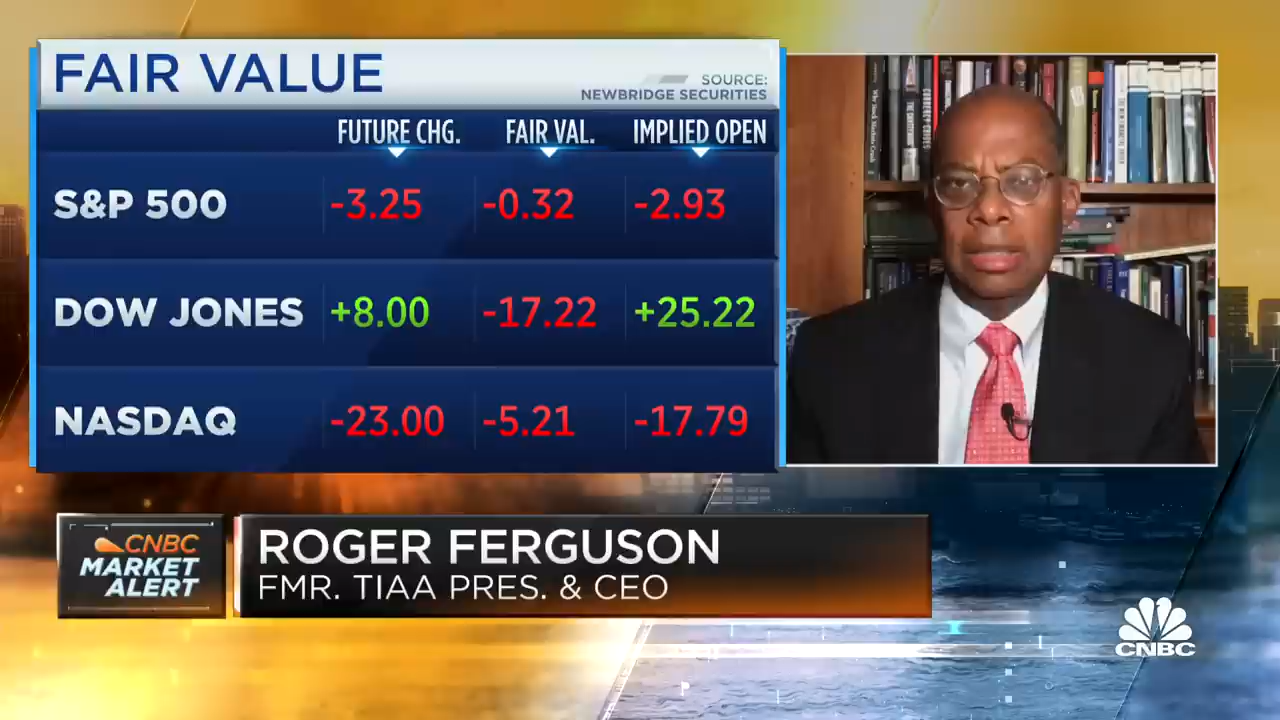 FAIR VALUE
SOURCE:
NEWBRIDGE SECURITIES
FUTURE CHG. FAIR VAL. IMPLIED OPEN
S&P 500 -3.25 -0.32 -2.93
DOW JONES +8.00 -17.22 +25.22
NASDAQ -23.00 -5.21 -17.79
CNBC
MARKET
ALERT
ROGER FERGUSON
FMR. TIAA PRES. & CEO
CNBC